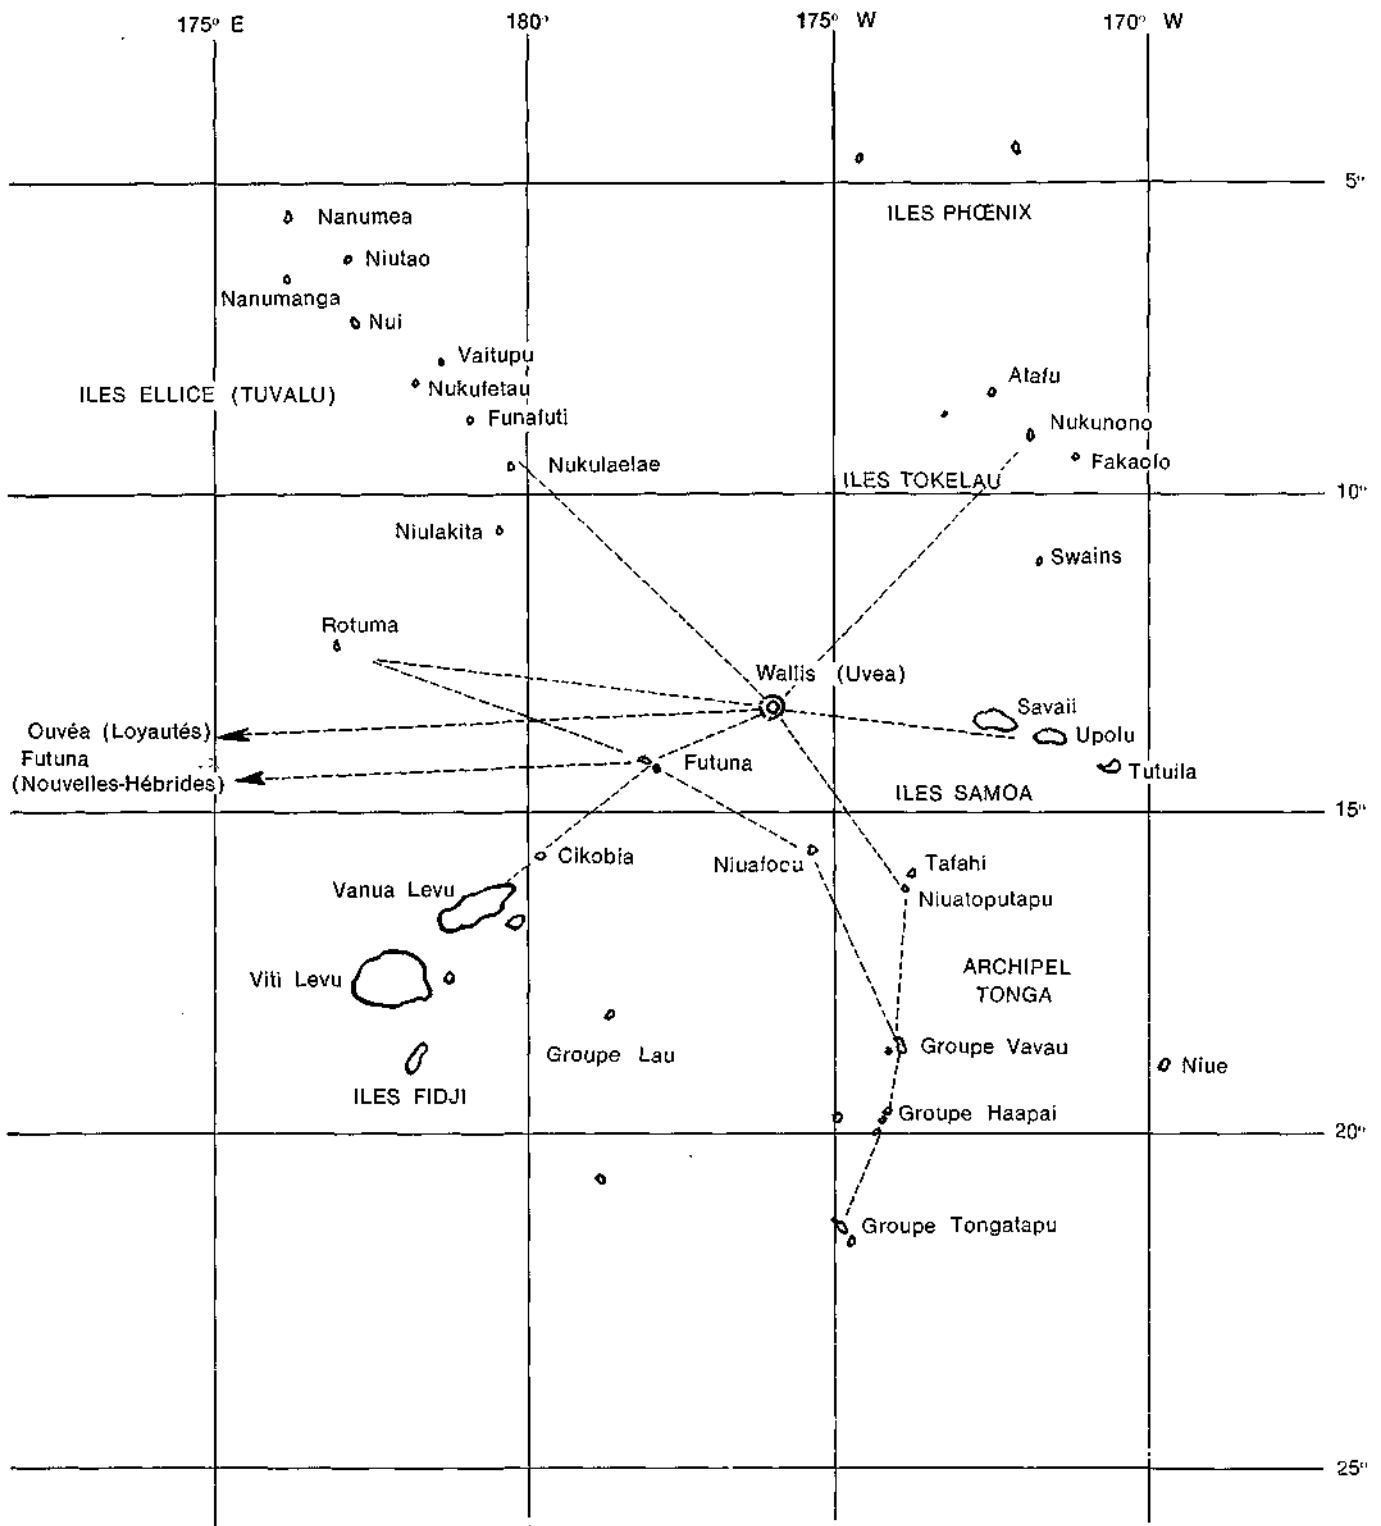 175° E 180° 175° W 170° W
5°
ILES PHŒNIX
Nanumea
Niutao
Nanumanga
Nui
Vaitupu
Nukufetau
ILES ELLICE (TUVALU)
Funafuti
Atafu
Nukunono
Fakaofo
Nukulaelae
ILES TOKELAU
10°
Niulakita
Swains
Rotuma
Wallis (Uvea)
Savaii
Upolu
Ouvéa (Loyautés)
Futuna
(Nouvelles-Hébrides)
Futuna
Tutuila
ILES SAMOA
15°
Cikobia
Niuafoou
Tafahi
Niuatoputapu
Vanua Levu
Viti Levu
ARCHIPEL
TONGA
Groupe Lau
Groupe Vavau
Niue
ILES FIDJI
Groupe Haapai
20°
Groupe Tongatapu
25°